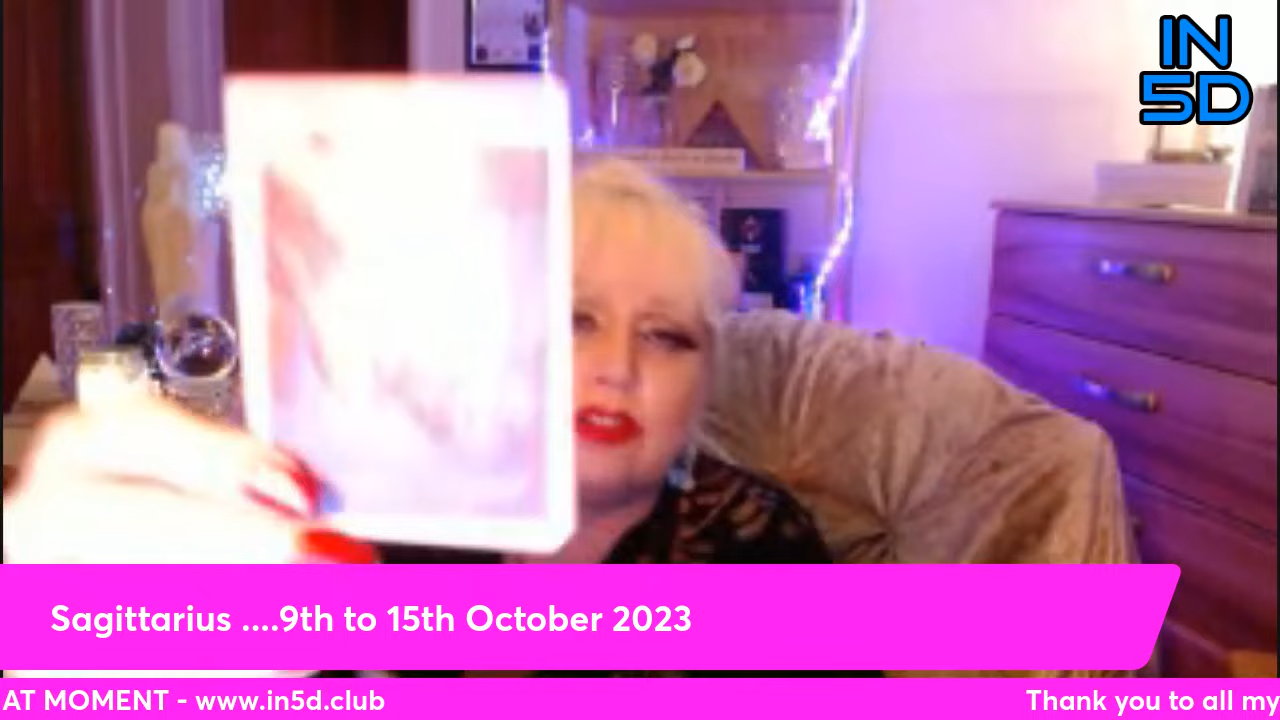 IN
5D
Sagittarius ....9th to 15th October 2023
AT MOMENT - www.in5d.club
Thank you to all my